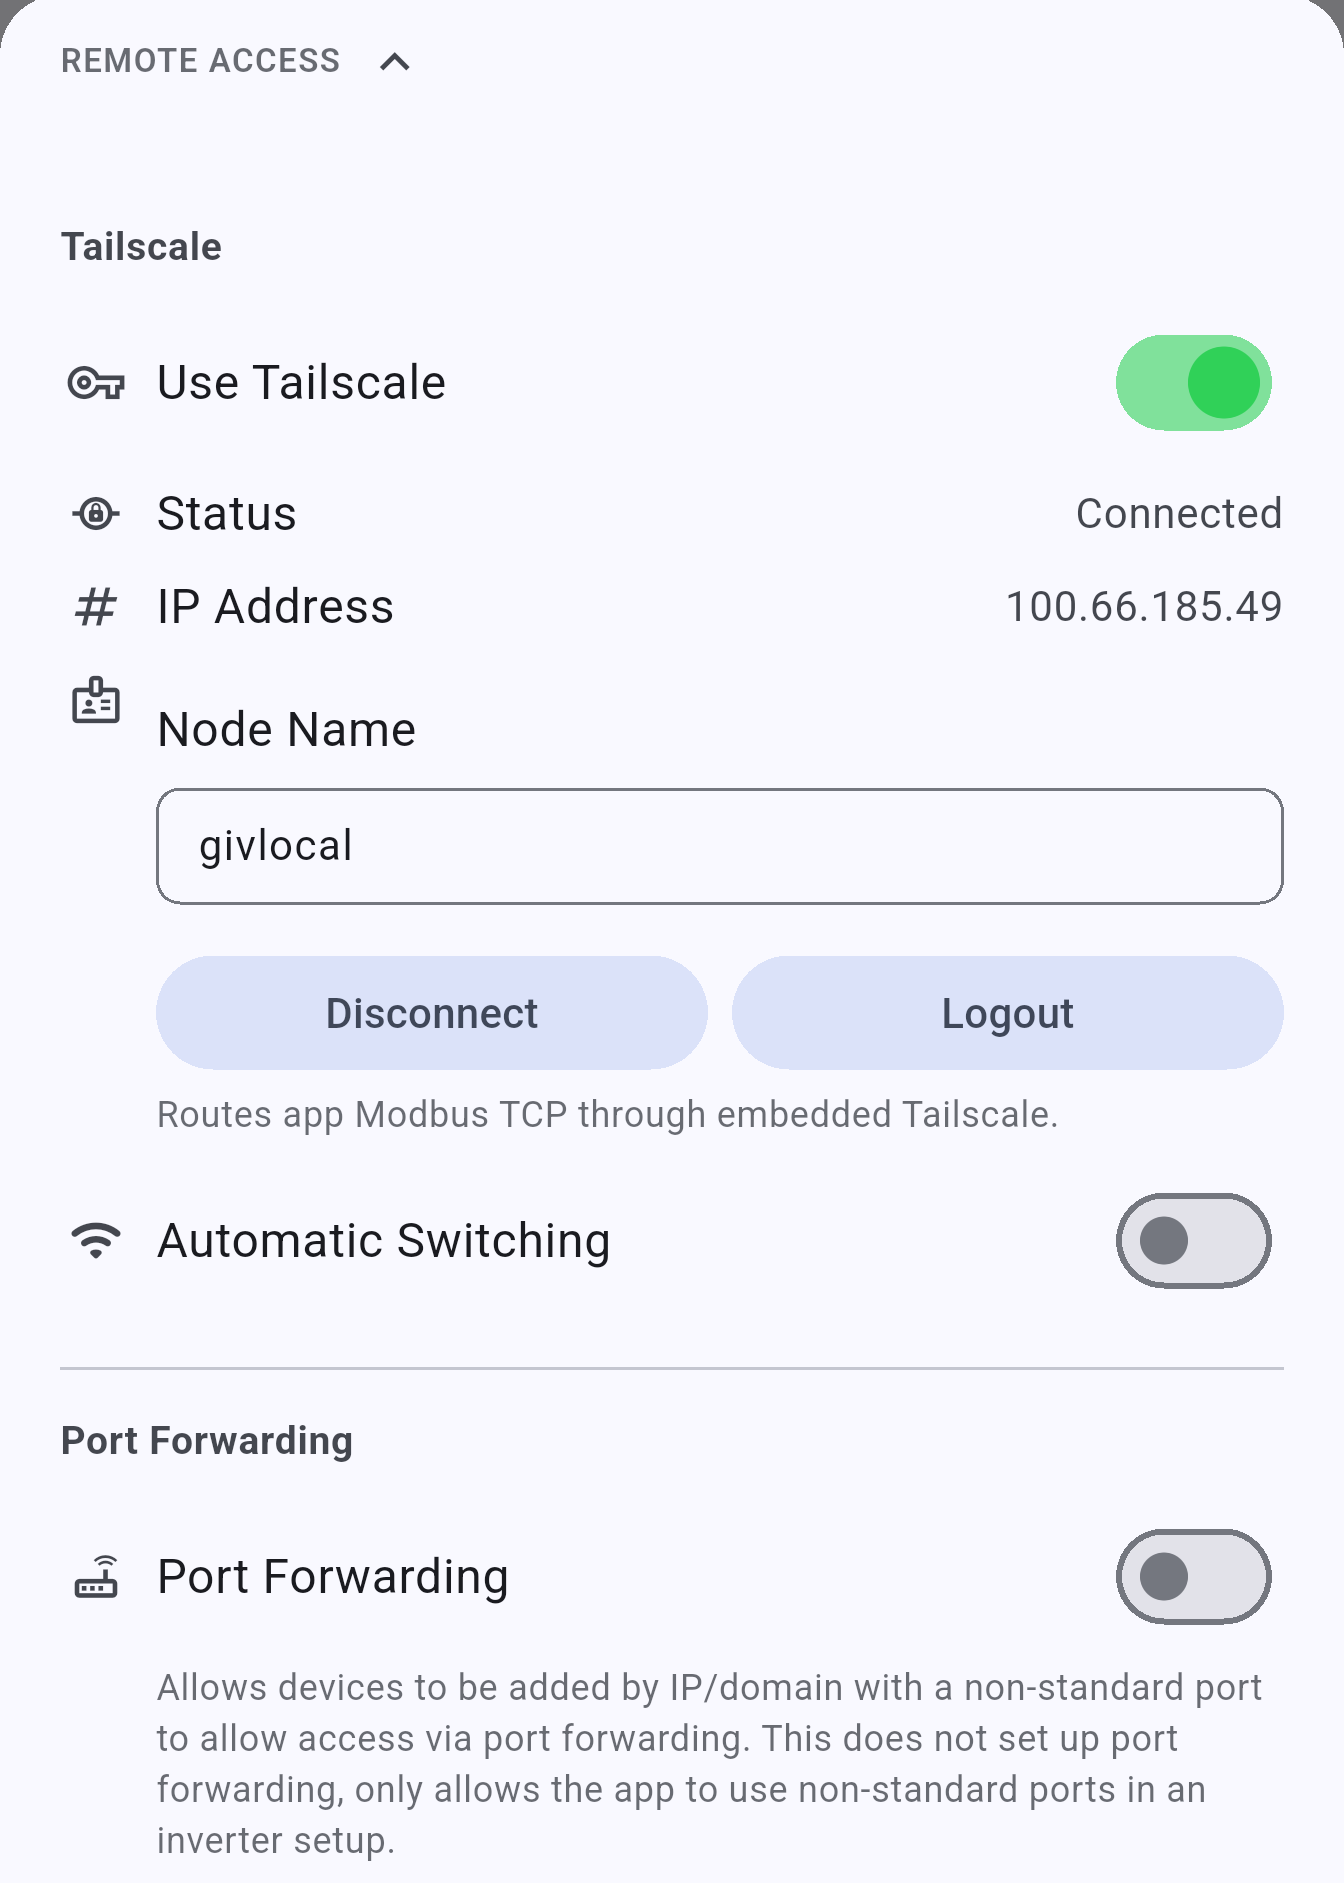 REMOTE ACCESS
Tailscale
Use Tailscale
Status
Connected
IP Address
100.66.185.49
Node Name
givlocal
Disconnect
Logout
Routes app Modbus TCP through embedded Tailscale.
Automatic Switching
Port Forwarding
Port Forwarding
Allows devices to be added by IP/domain with a non-standard port
to allow access via port forwarding. This does not set up port
forwarding, only allows the app to use non-standard ports in an
inverter setup.